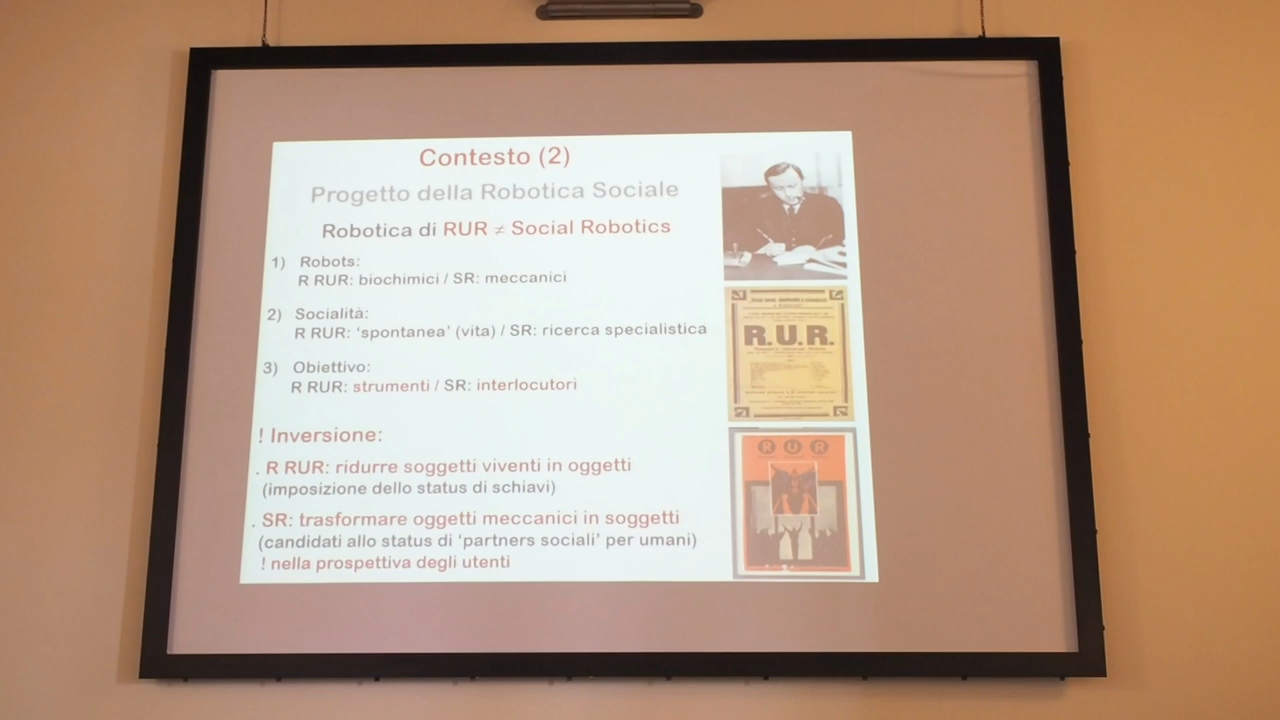 Contesto (2)
Progetto della Robotica Sociale
Robotica di RUR ≠ Social Robotics
1) Robots:
R RUR: biochimici / SR: meccanici
2) Socialità:
R RUR: ‘spontanea’ (vita) / SR: ricerca specialistica
3) Obiettivo:
R RUR: strumenti / SR: interlocutori
! Inversione:
. R RUR: ridurre soggetti viventi in oggetti
(imposizione dello status di schiavi)
. SR: trasformare oggetti meccanici in soggetti
(candidati allo status di ‘partners sociali’ per umani)
! nella prospettiva degli utenti
R.U.R.
RUR